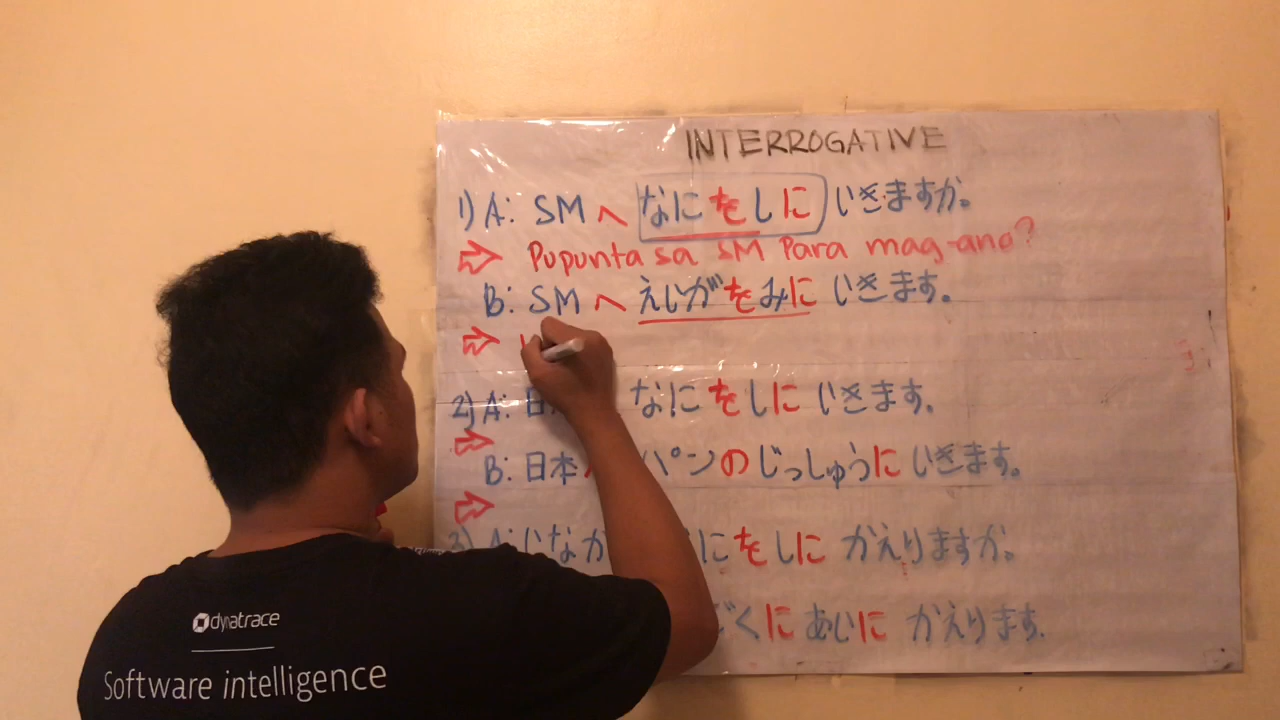 INTERROGATIVE
1) A: SM へ なにをしに いきますか。
⇨ Pupunta sa SM Para mag-ano?
B: SM へ えいがをみに いきます。
⇨
2) A: 日 なにをしに いきます。
⇨
B: 日本 パンのじっしゅうに いきます。
⇨
3) A: いなか にをしに かえりますか。
くに あいに かえります.
dynatrace
Software intelligence